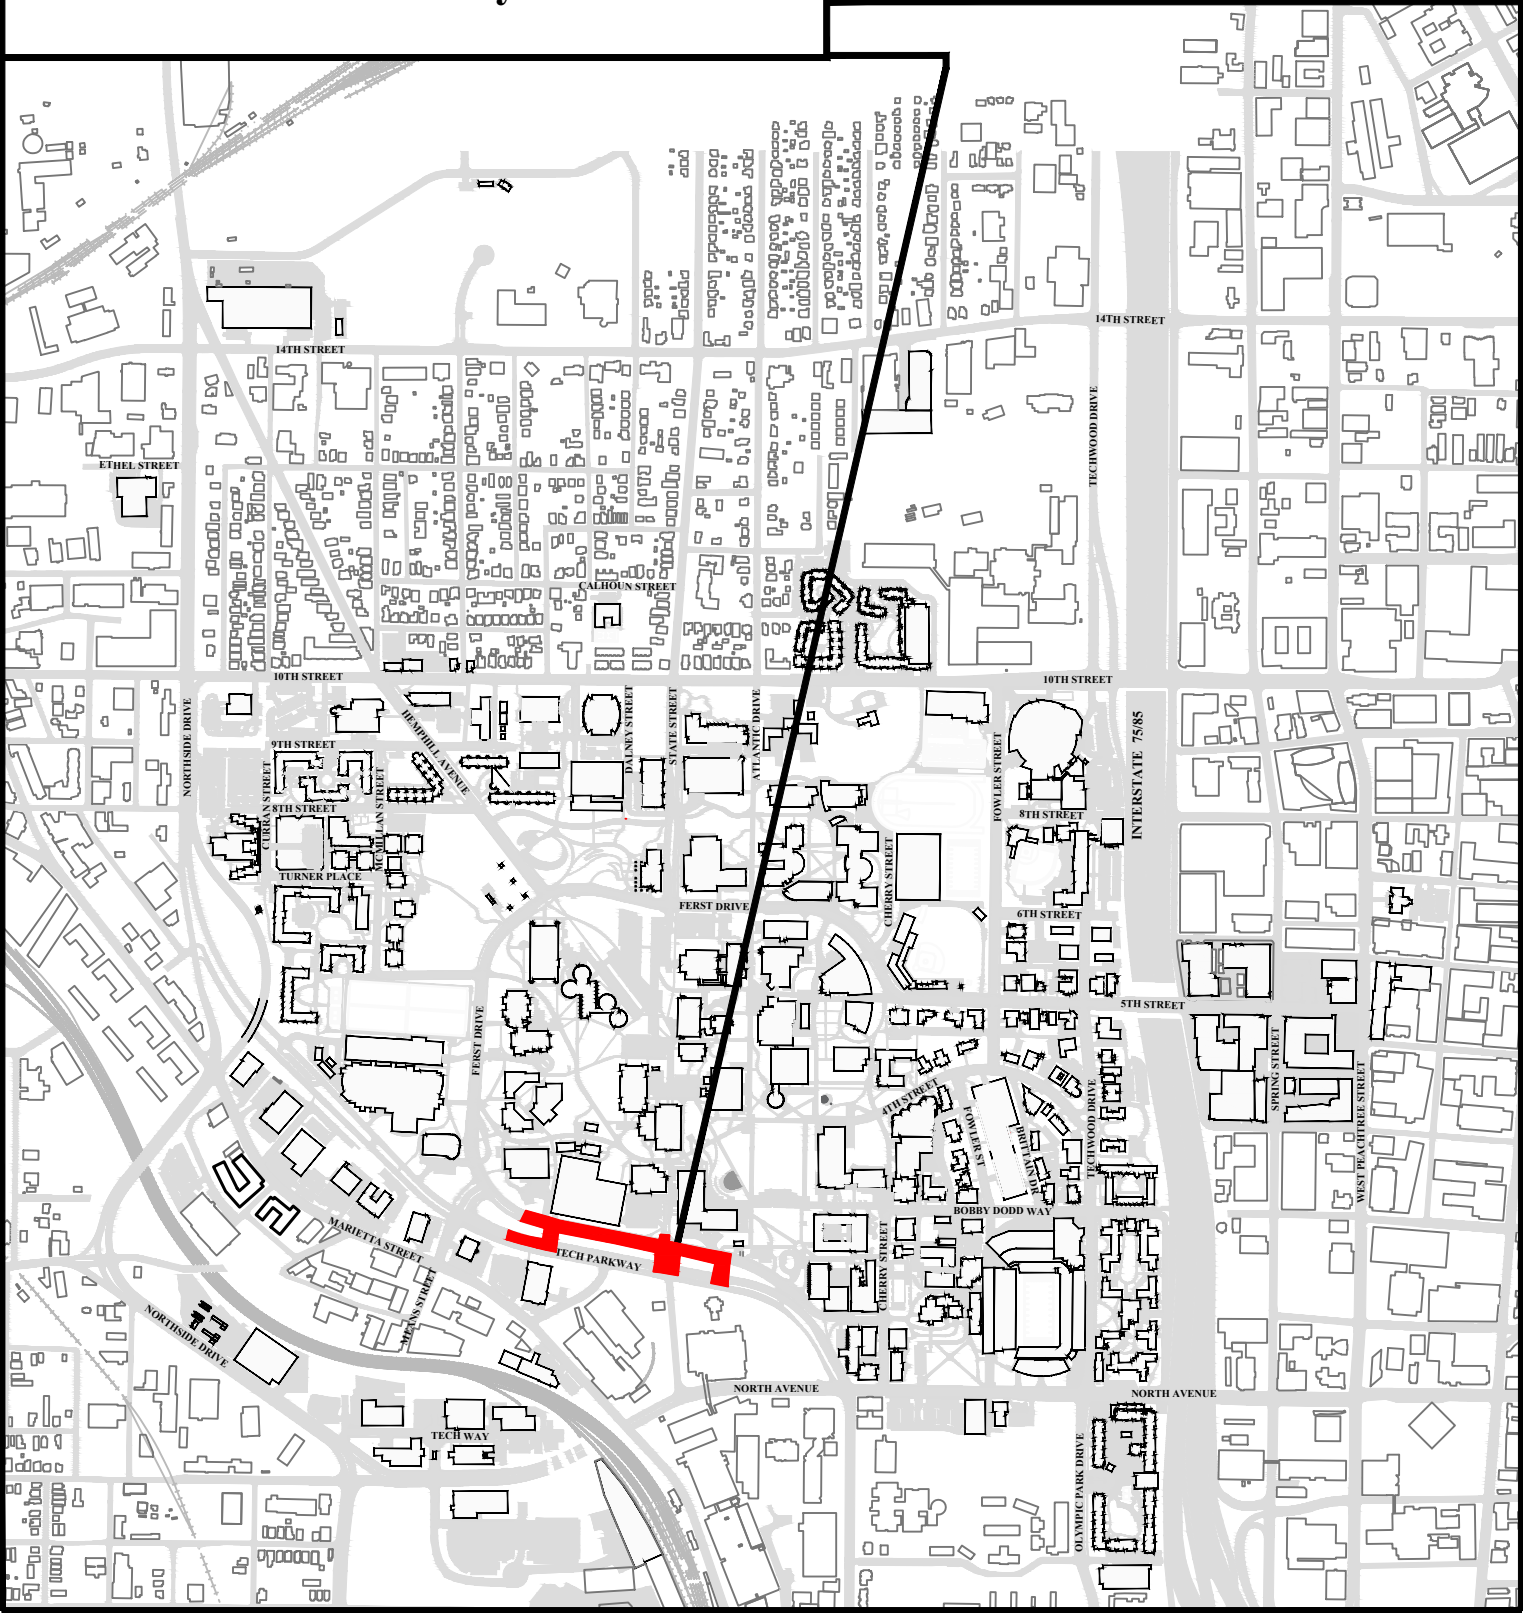 14TH STREET
14TH STREET
TECHWOOD DRIVE
ETHEL STREET
CALHOUN STREET
10TH STREET
10TH STREET
NORTHSIDE DRIVE
HEMPHILL AVENUE
DALNEY STREET
STATE STREET
ATLANTIC DRIVE
FOWLER STREET
INTERSTATE 75/85
9TH STREET
CURRAN STREET
MCMILLAN STREET
8TH STREET
8TH STREET
TURNER PLACE
CHERRY STREET
FERST DRIVE
6TH STREET
5TH STREET
FERST DRIVE
SPRING STREET
WEST PEACHTREE STREET
4TH STREET
FOWLER ST
BRITTAIN DR
TECHWOOD DRIVE
BOBBY DODD WAY
MARIETTA STREET
TECH PARKWAY
CHERRY STREET
MEANS STREET
NORTHSIDE DRIVE
NORTH AVENUE
NORTH AVENUE
TECH WAY
OLYMPIC PARK DRIVE